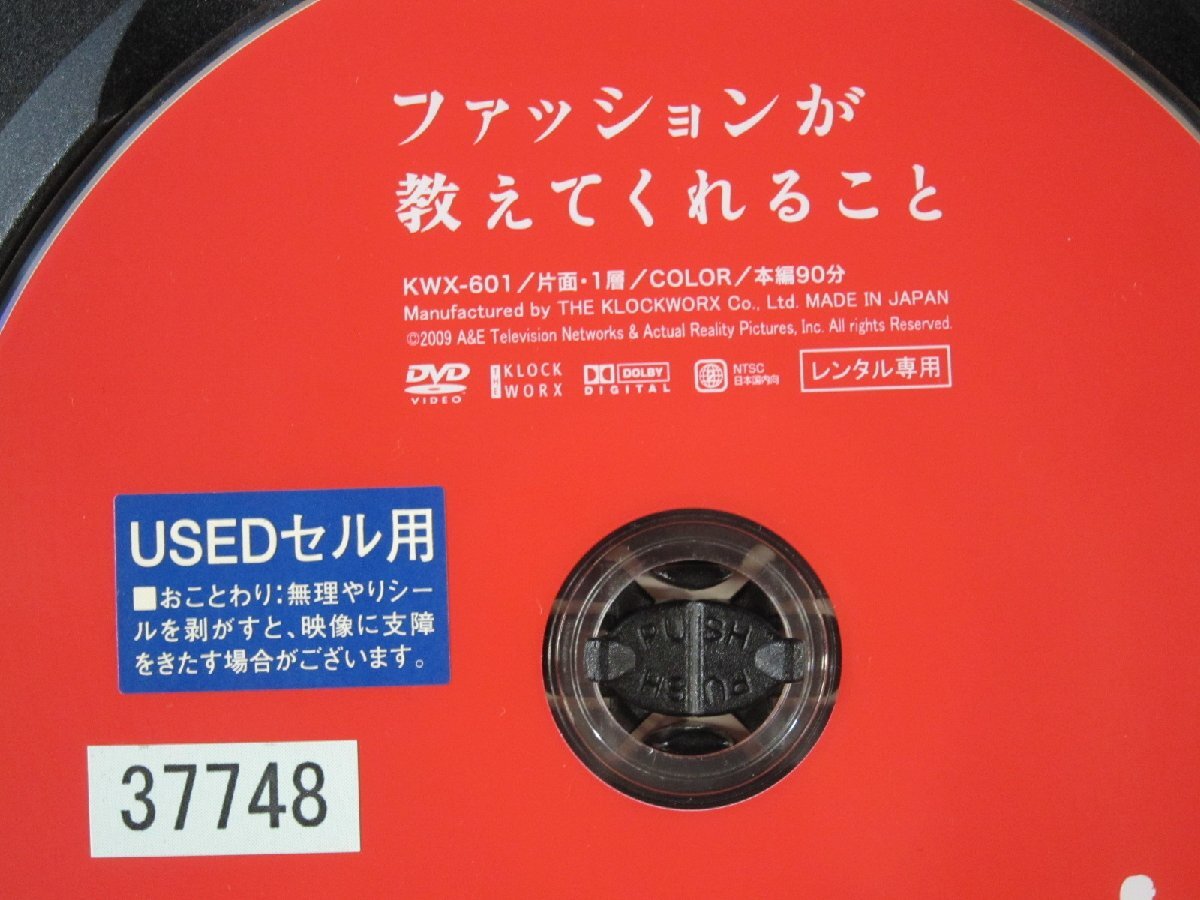 ファッションが
教えてくれること
KWX-601／片面・1層／COLOR／本編90分
Manufactured by THE KLOCKWORX Co., Ltd. MADE IN JAPAN
©2009 A&E Television Networks & Actual Reality Pictures, Inc. All rights Reserved.
DVD VIDEO
THE KLOCK WORX
DOLBY DIGITAL
2 NTSC 日本国内向
レンタル専用
USEDセル用
■おことわり:無理やりシー
ルを剥がすと、映像に支障
をきたす場合がございます。
PUSH
PUSH
37748